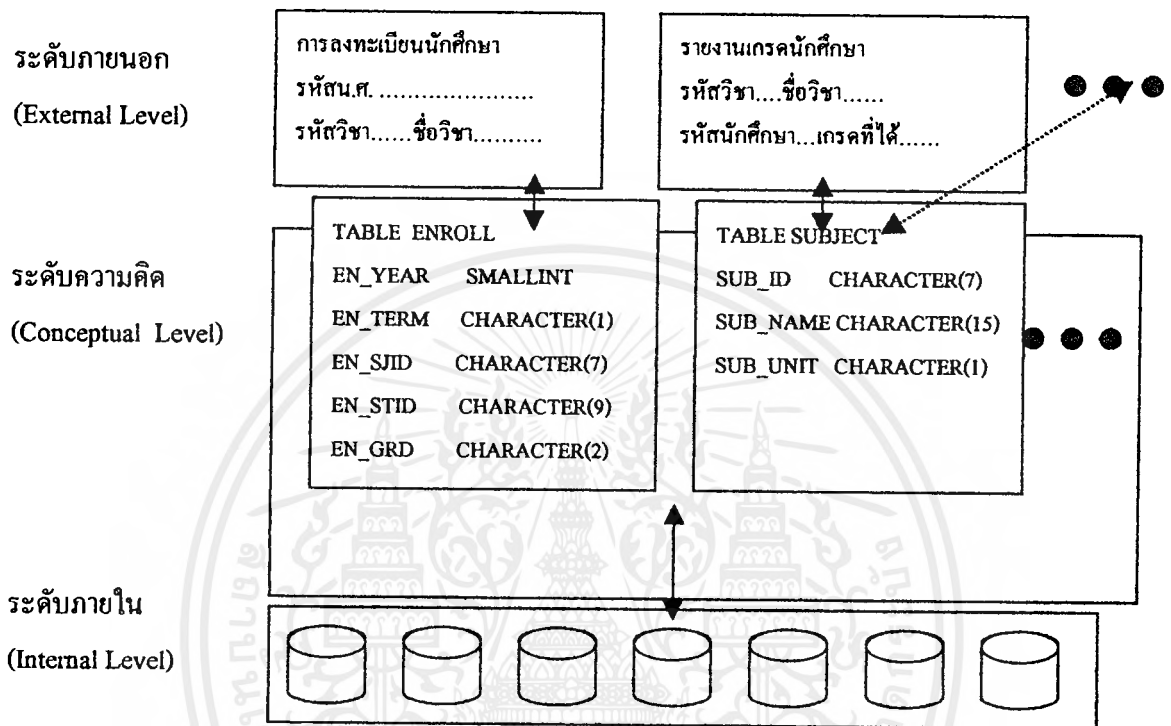 ระดับภายนอก
(External Level)
การลงทะเบียนนักศึกษา
รหัสน.ศ. ......................
รหัสวิชา......ชื่อวิชา..........
รายงานเกรดนักศึกษา
รหัสวิชา....ชื่อวิชา......
รหัสนักศึกษา...เกรดที่ได้......
ระดับความคิด
(Conceptual Level)
TABLE ENROLL
EN_YEAR SMALLINT
EN_TERM CHARACTER(1)
EN_SJID CHARACTER(7)
EN_STID CHARACTER(9)
EN_GRD CHARACTER(2)
TABLE SUBJECT
SUB_ID CHARACTER(7)
SUB_NAME CHARACTER(15)
SUB_UNIT CHARACTER(1)
ระดับภายใน
(Internal Level)